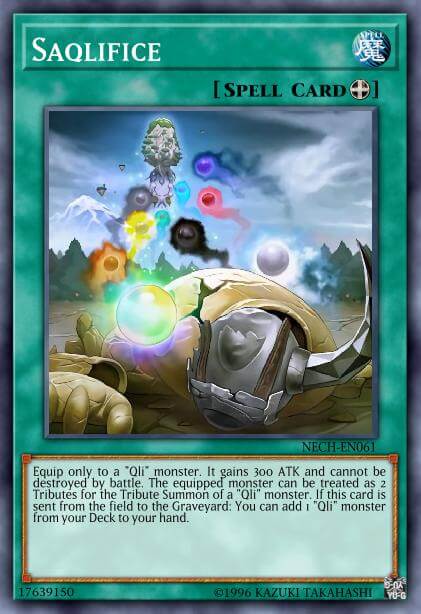 Saqlifice
[Spell Card]
NECH-EN061
Equip only to a "Qli" monster. It gains 300 ATK and cannot be
destroyed by battle. The equipped monster can be treated as 2
Tributes for the Tribute Summon of a "Qli" monster. If this card is
sent from the field to the Graveyard: You can add 1 "Qli" monster
from your Deck to your hand.
17639150
©1996 KAZUKI TAKAHASHI